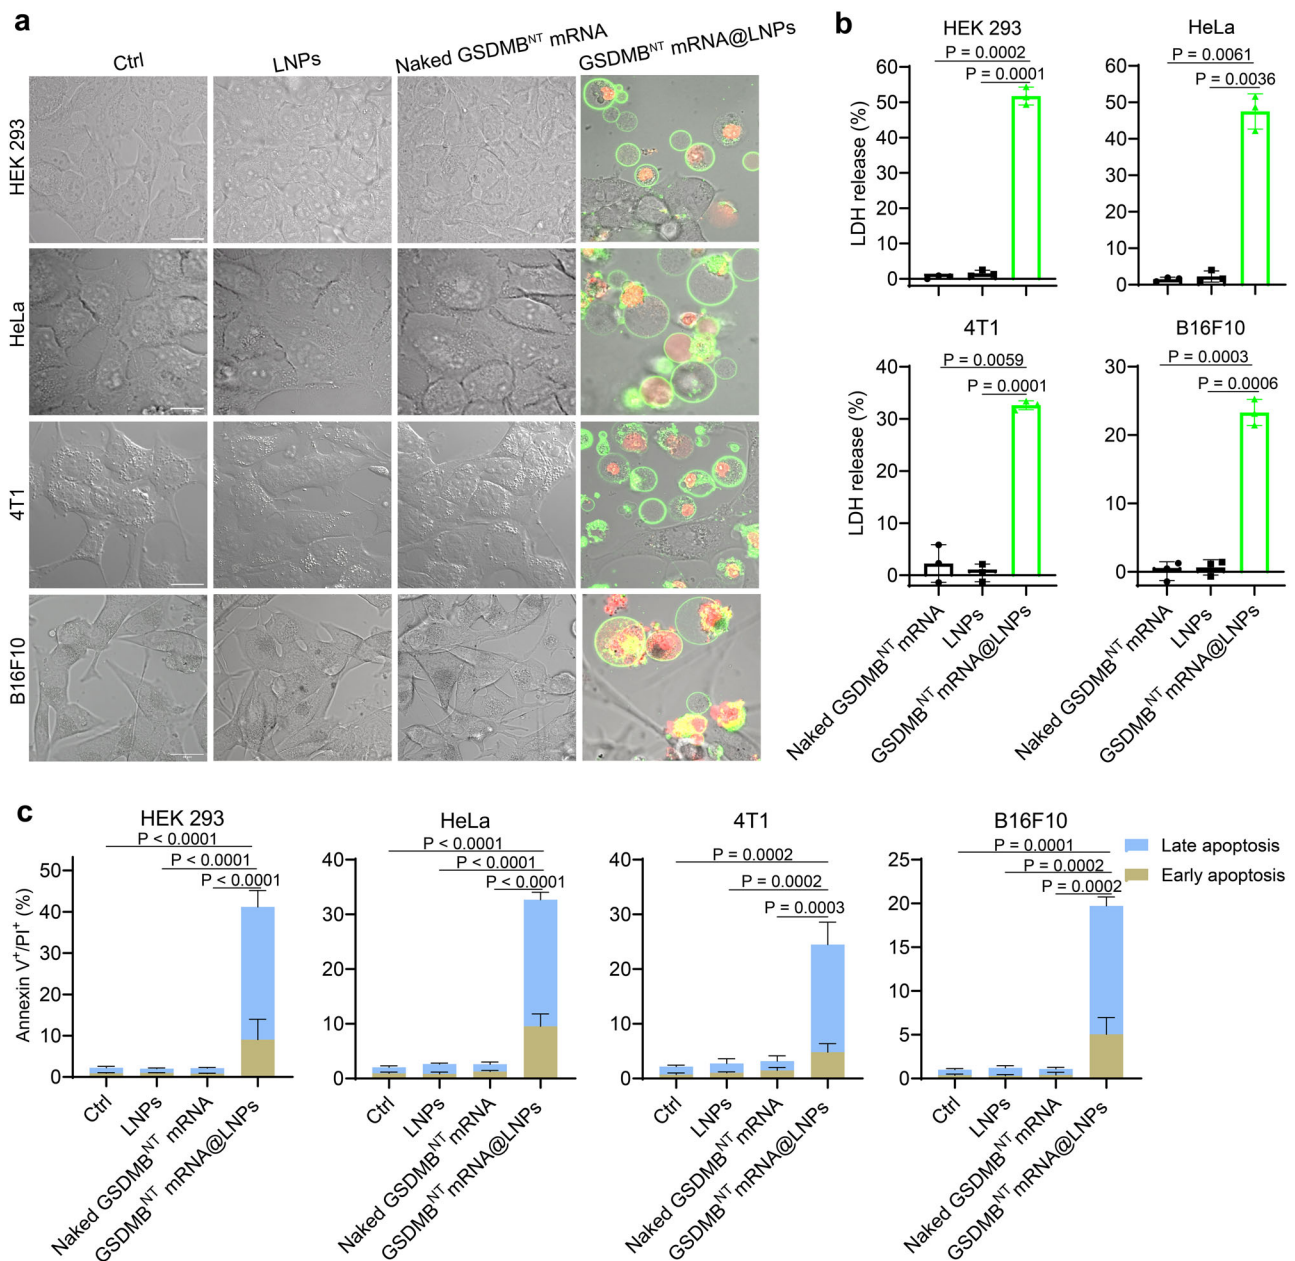 a
Ctrl
LNPs
Naked GSDMB^NT mRNA
GSDMB^NT mRNA@LNPs
HEK 293
HeLa
4T1
B16F10
b
HEK 293
P = 0.0002
P = 0.0001
LDH release (%)
60
50
40
30
20
10
0
HeLa
P = 0.0061
P = 0.0036
60
50
40
30
20
10
0
4T1
P = 0.0059
P = 0.0001
LDH release (%)
40
30
20
10
0
Naked GSDMB^NT mRNA
LNPs
GSDMB^NT mRNA@LNPs
B16F10
P = 0.0003
P = 0.0006
30
20
10
0
Naked GSDMB^NT mRNA
LNPs
GSDMB^NT mRNA@LNPs
c
HEK 293
P < 0.0001
P < 0.0001
P < 0.0001
Annexin V⁺/PI⁺ (%)
50
40
30
20
10
0
Ctrl
LNPs
Naked GSDMB^NT mRNA
GSDMB^NT mRNA@LNPs
HeLa
P < 0.0001
P < 0.0001
P < 0.0001
40
30
20
10
0
Ctrl
LNPs
Naked GSDMB^NT mRNA
GSDMB^NT mRNA@LNPs
4T1
P = 0.0002
P = 0.0002
P = 0.0003
40
30
20
10
0
Ctrl
LNPs
Naked GSDMB^NT mRNA
GSDMB^NT mRNA@LNPs
B16F10
P = 0.0001
P = 0.0002
P = 0.0002
25
20
15
10
5
0
Ctrl
LNPs
Naked GSDMB^NT mRNA
GSDMB^NT mRNA@LNPs
Late apoptosis
Early apoptosis